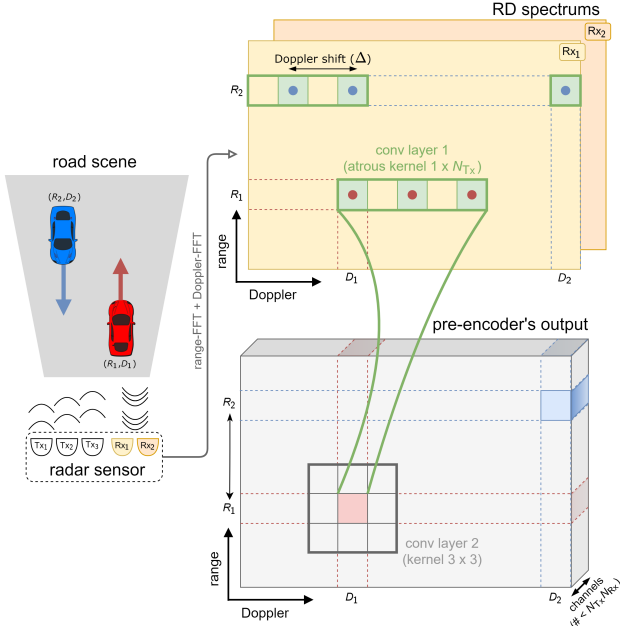 RD spectrums
Rx2
Rx1
Doppler shift (Δ)
R2
conv layer 1
(atrous kernel 1 x NTx)
R1
range
D1
D2
Doppler
road scene
(R2,D2)
(R1,D1)
range-FFT + Doppler-FFT
Tx1
Tx2
Tx3
Rx1
Rx2
radar sensor
pre-encoder's output
R2
R1
conv layer 2
(kernel 3 x 3)
range
D1
D2
Doppler
channels
(# < NTxNRx)